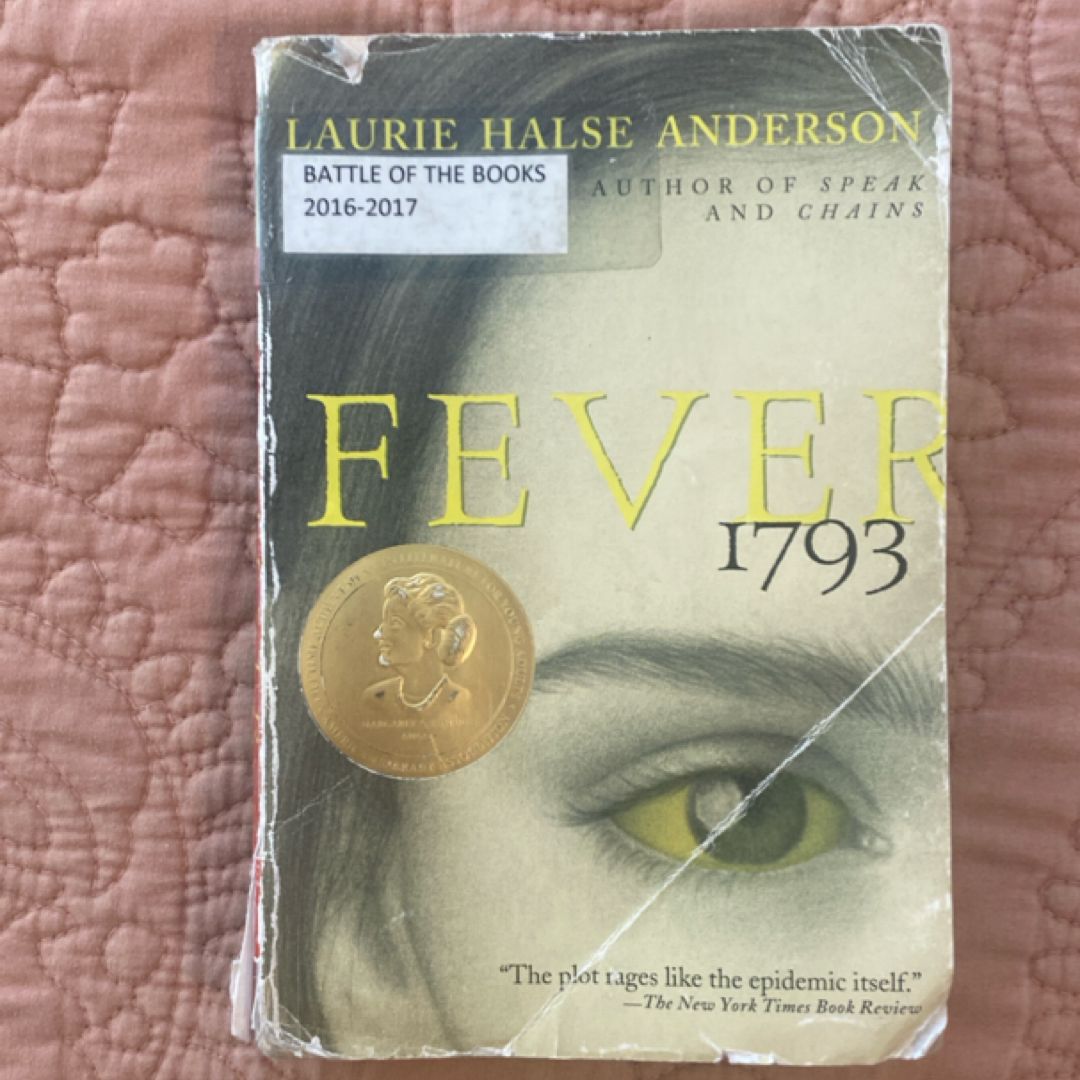 LAURIE HALSE ANDERSON
BATTLE OF THE BOOKS
2016-2017
AUTHOR OF SPEAK
AND CHAINS
FEVER
1793
“The plot rages like the epidemic itself.”
—The New York Times Book Review